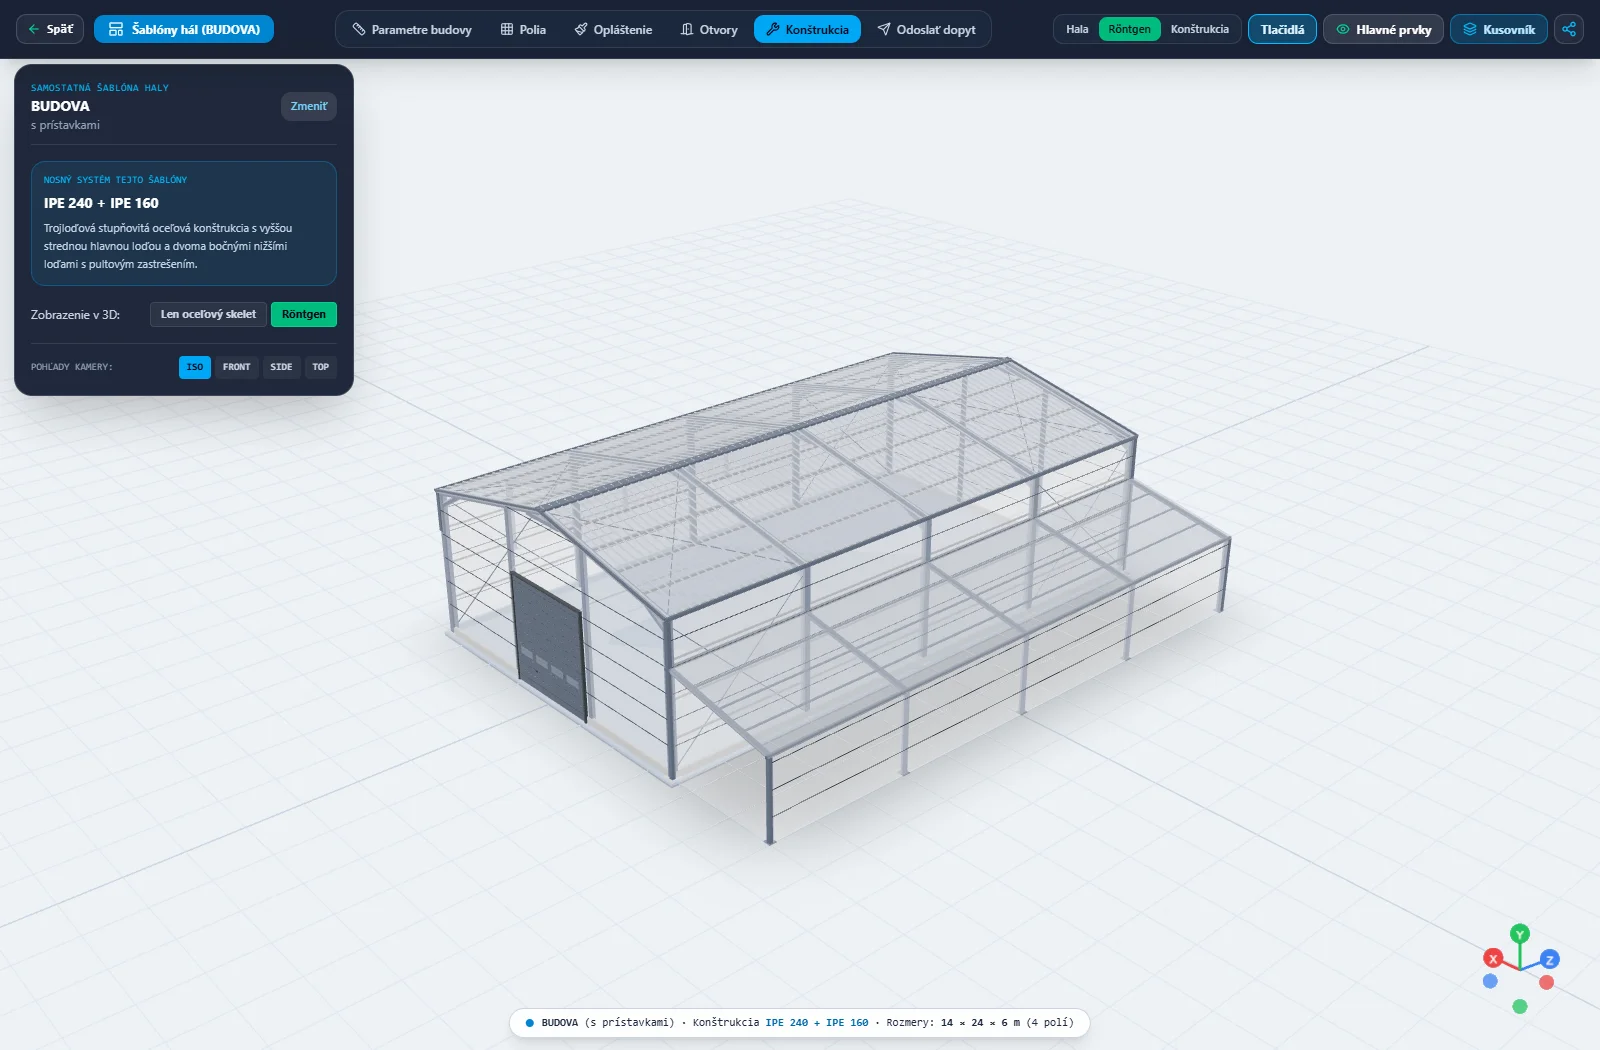 Späť
Šablóny hál (BUDOVA)
Parametre budovy
Polia
Opláštenie
Otvory
Konštrukcia
Odoslať dopyt
Hala
Röntgen
Konštrukcia
Tlačidlá
Hlavné prvky
Kusovník
SAMOSTATNÁ ŠABLÓNA HALY
BUDOVA
s prístavkami
Zmeniť
NOSNÝ SYSTÉM TEJTO ŠABLÓNY
IPE 240 + IPE 160
Trojloďová stupňovitá oceľová konštrukcia s vyššou
strednou hlavnou loďou a dvoma bočnými nižšími
loďami s pultovým zastrešením.
Zobrazenie v 3D:
Len oceľový skelet
Röntgen
POHĽADY KAMERY:
ISO
FRONT
SIDE
TOP
Y
X
Z
BUDOVA (s prístavkami) · Konštrukcia IPE 240 + IPE 160 · Rozmery: 14 × 24 × 6 m (4 polí)